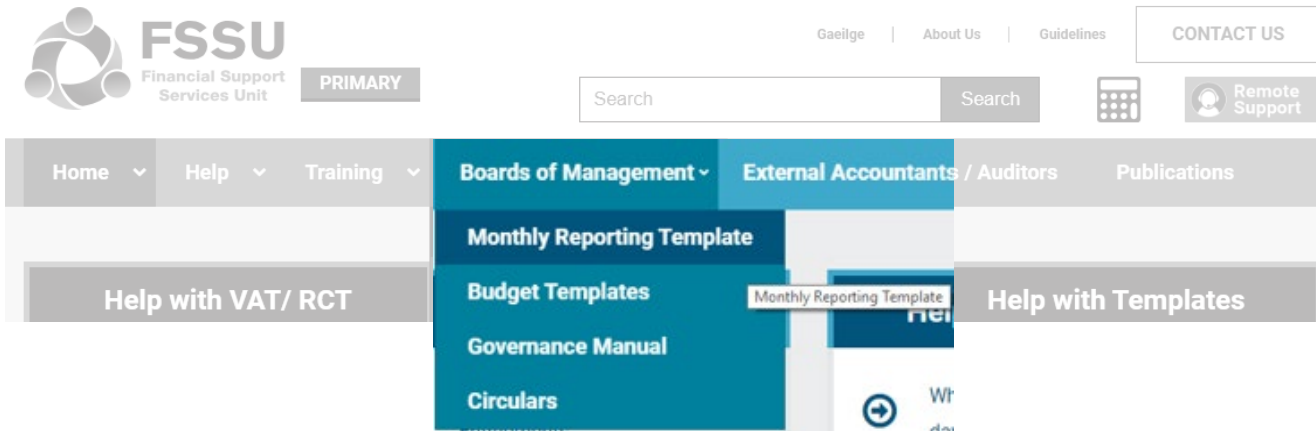 Gaeilge | About Us | Guidelines CONTACT US
FSSU
Financial Support
Services Unit
PRIMARY
Search Search
Remote
Support
Home Help Training Boards of Management External Accountants / Auditors Publications
Monthly Reporting Template
Help with VAT/ RCT
Budget Templates
Monthly Reporting Template
Help with Templates
Governance Manual
Circulars